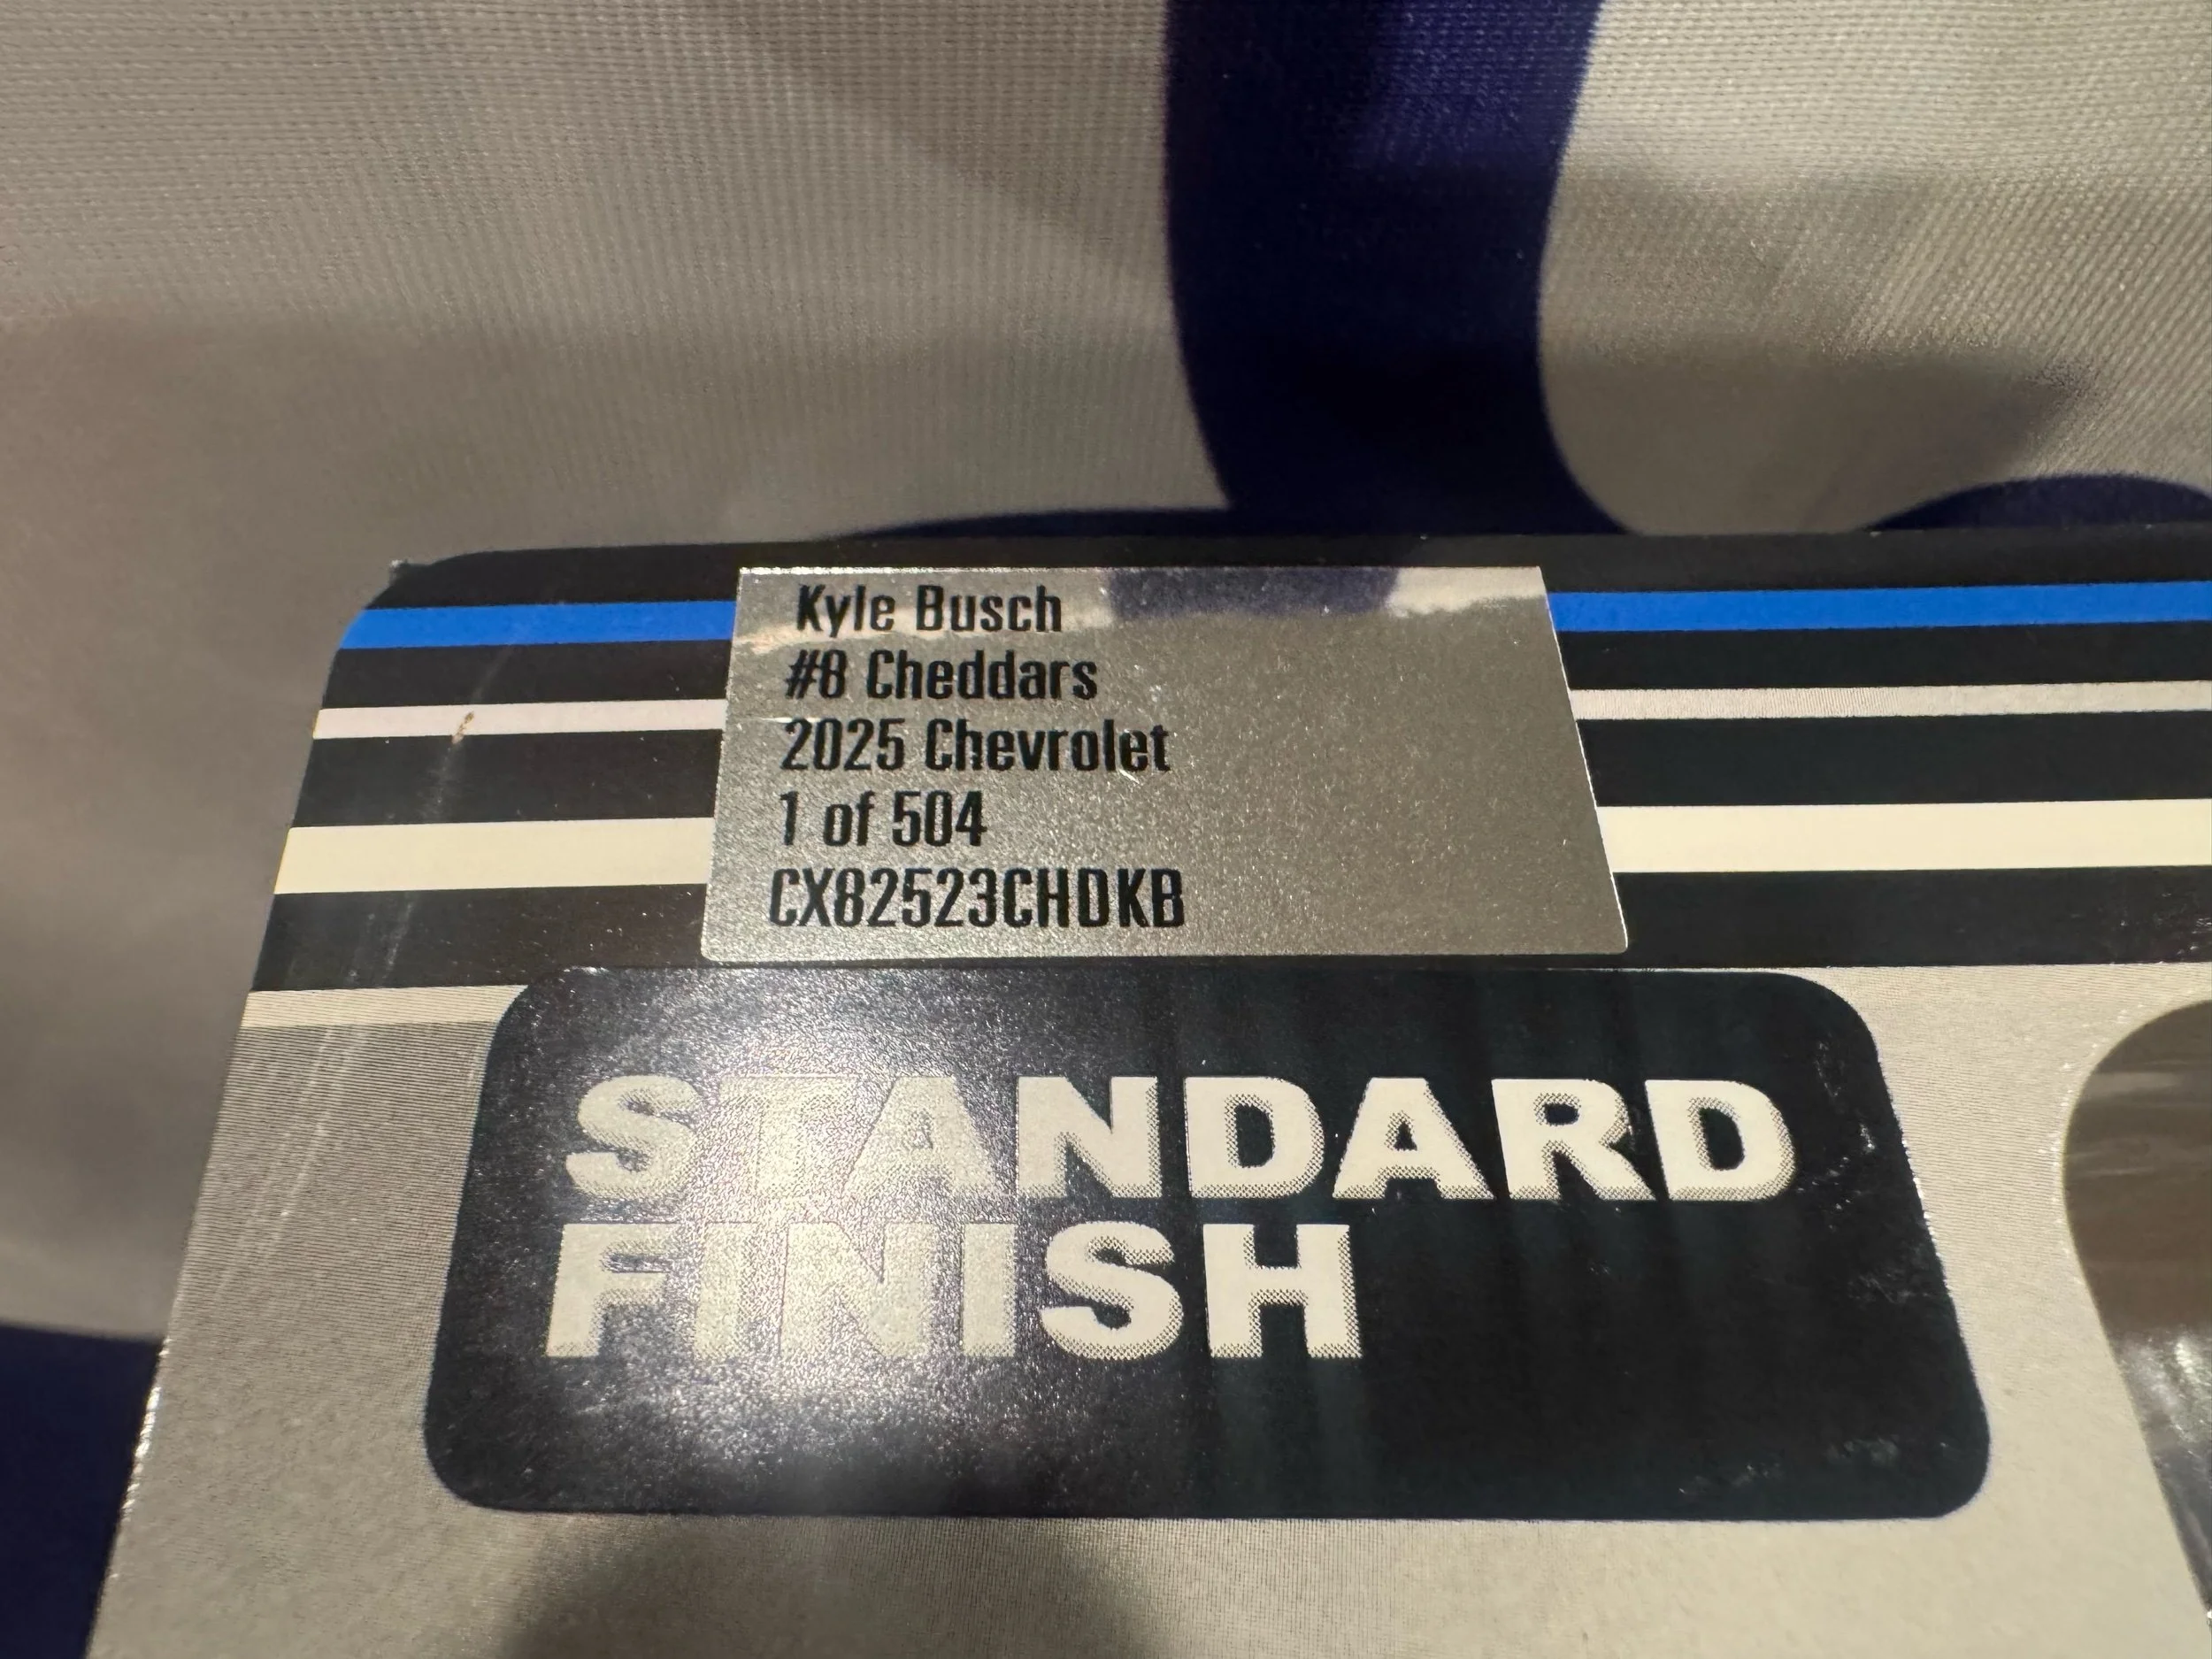 Kyle Busch
#8 Cheddars
2025 Chevrolet
1 of 504
CX82523CHDKB
STANDARD
FINISH